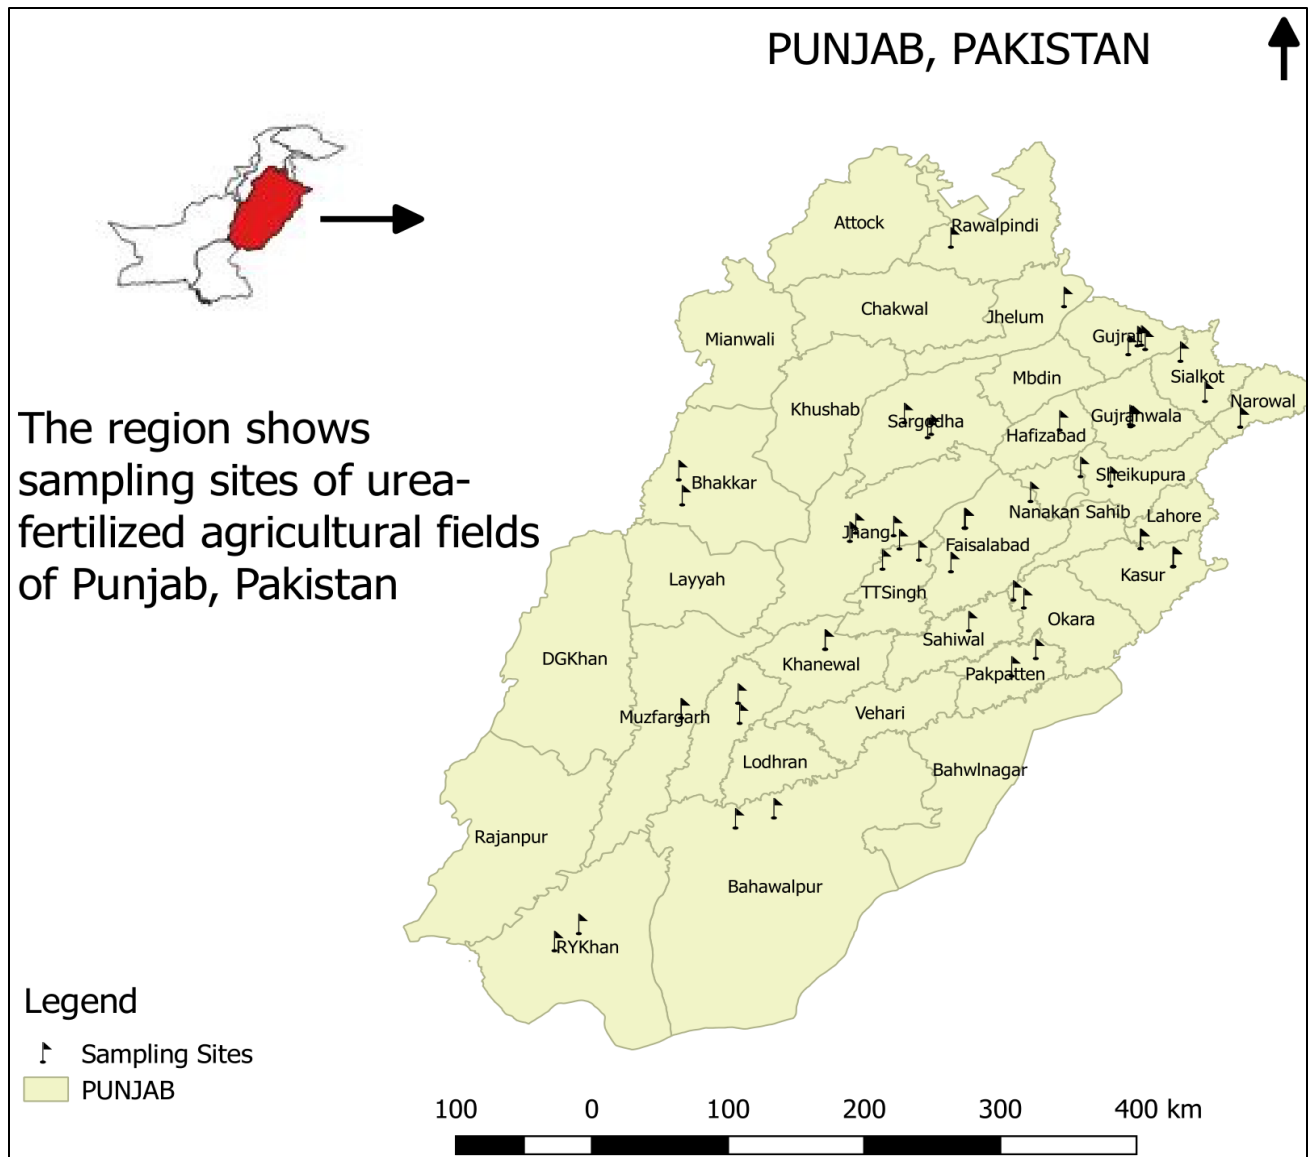 PUNJAB, PAKISTAN
Attock
Rawalpindi
Chakwal
Jhelum
Mianwali
Gujrat
Mbdin
Sialkot
Khushab
Narowal
Sargodha
Gujranwala
Hafizabad
The region shows
sampling sites of urea-
fertilized agricultural fields
of Punjab, Pakistan
Bhakkar
Sheikupura
Nanakan Sahib
Lahore
Jhang
Faisalabad
Layyah
Kasur
TTSingh
Okara
Sahiwal
DGKhan
Khanewal
Pakpatten
Muzfargarh
Vehari
Lodhran
Bahwlnagar
Rajanpur
Bahawalpur
RYKhan
Legend
Sampling Sites
PUNJAB
100 0 100 200 300 400 km